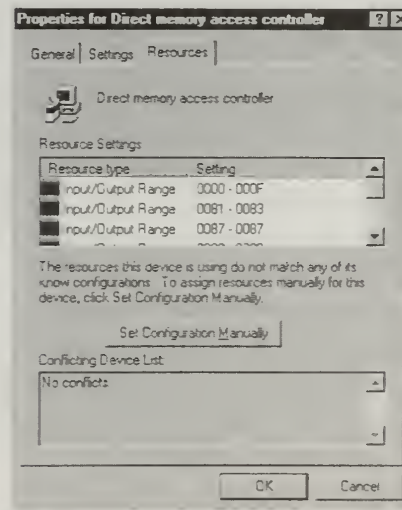 Properties for Direct memory access controller
General Settings Resources
Direct memory access controller
Resource Settings
Resource type Setting
Input/Output Range 0000 - 000F
Input/Output Range 0081 - 0083
Input/Output Range 0087 - 0087
The resources this device is using do not match any of its
know configurations. To assign resources manually for this
device, click Set Configuration Manually.
Set Configuration Manually
Conflicting Device List:
No conflicts.
OK Cancel